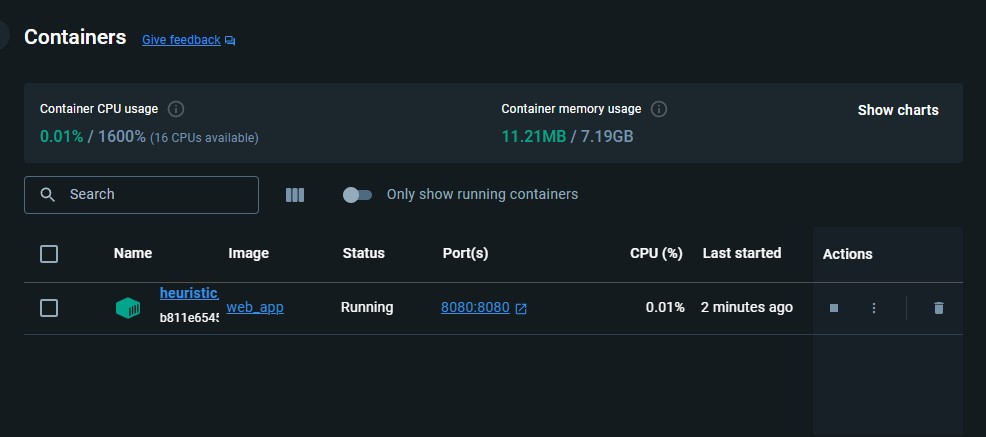 Containers Give feedback
Container CPU usage
0.01% / 1600% (16 CPUs available)
Container memory usage
11.21MB / 7.19GB
Show charts
Search
Only show running containers
Name Image Status Port(s) CPU (%) Last started Actions
heuristic_
b811e6545
web_app Running 8080:8080 0.01% 2 minutes ago